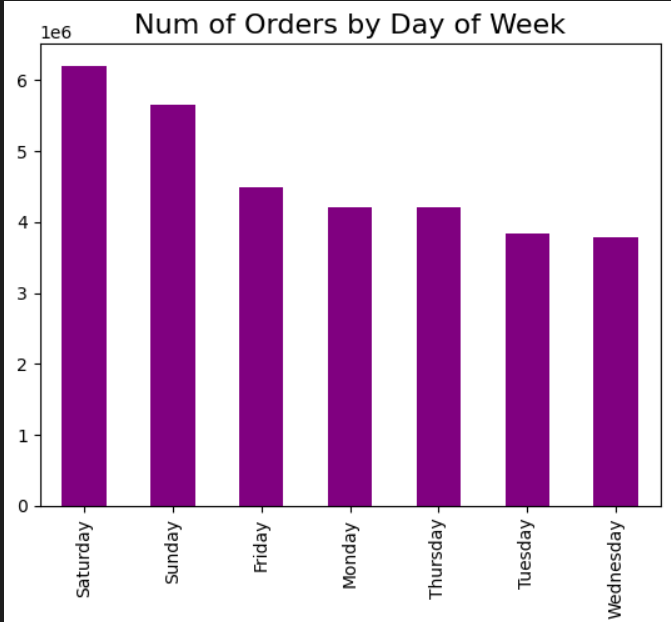 Num of Orders by Day of Week
1e6
6
5
4
3
2
1
0
Saturday
Sunday
Friday
Monday
Thursday
Tuesday
Wednesday